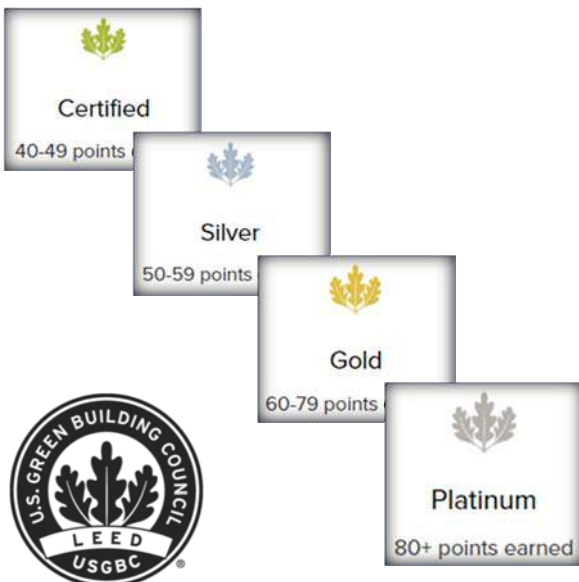 Certified
40-49 points
Silver
50-59 points
Gold
60-79 points
Platinum
80+ points earned
U.S. GREEN BUILDING COUNCIL
LEED
USGBC
®